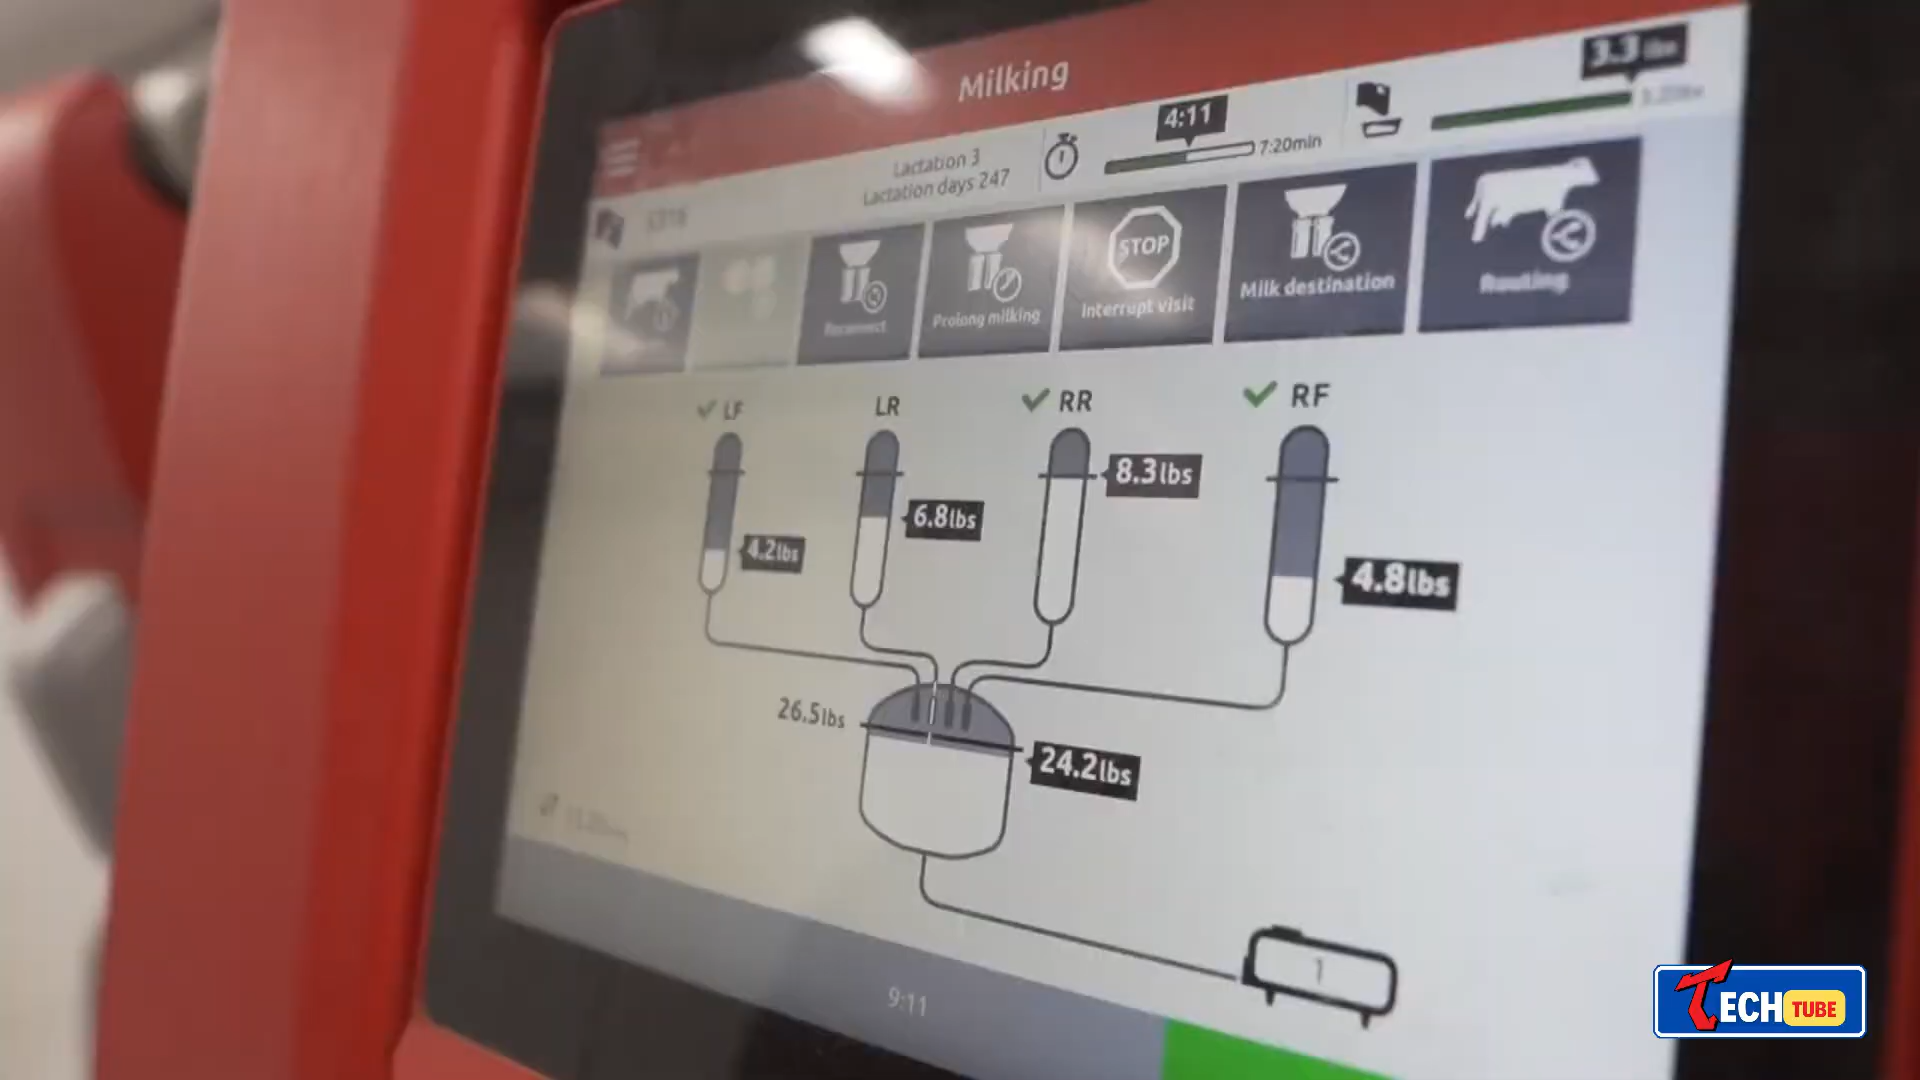 Milking
3.3 lbs
4:11
7:20min
Lactation 3
Lactation days 247
Reconnect
Prolong milking
STOP
Interrupt visit
Milk destination
Routing
LF
LR
RR
RF
4.2lbs
6.8lbs
8.3lbs
4.8lbs
26.5lbs
24.2lbs
1
9:11
TECH TUBE